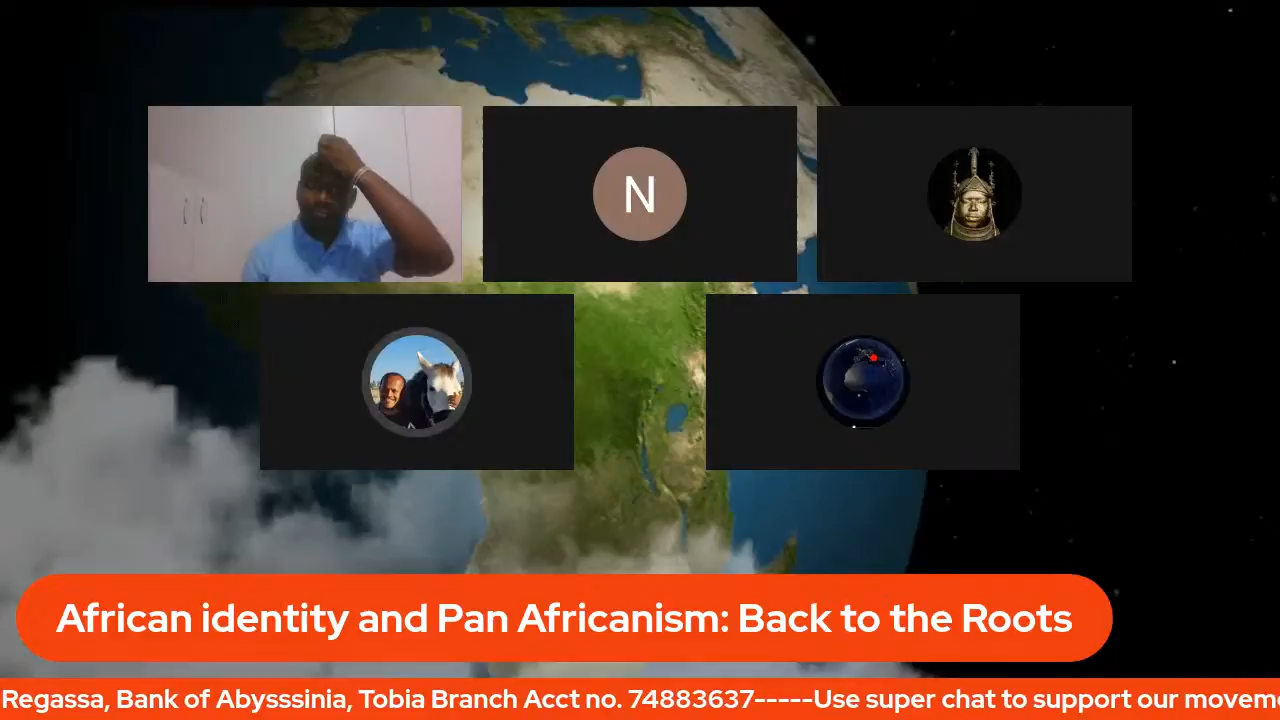 N
African identity and Pan Africanism: Back to the Roots
Regassa, Bank of Abysssinia, Tobia Branch Acct no. 74883637-----Use super chat to support our movem